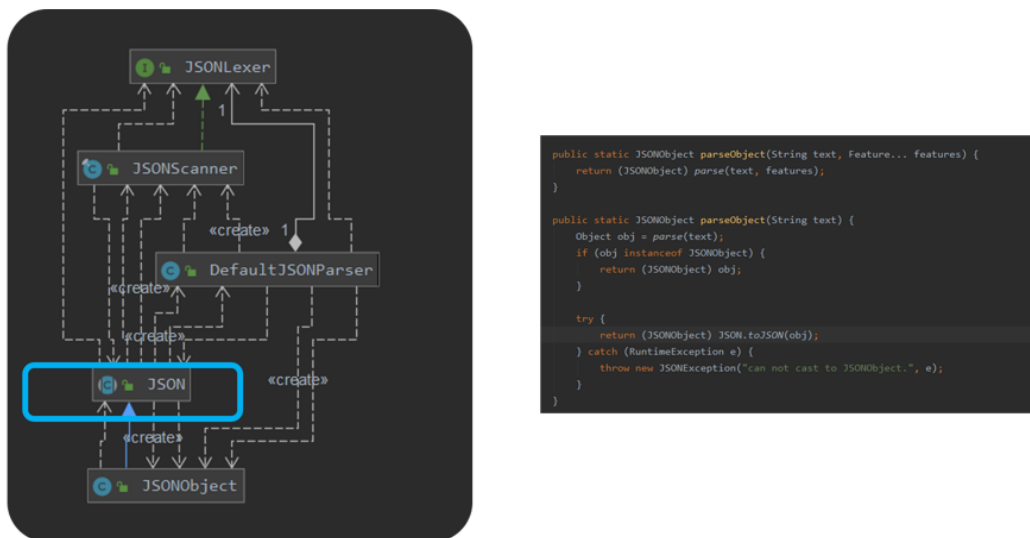 JSONLexer
1
JSONScanner
«create» 1
DefaultJSONParser
«create»
«create»
JSON
«create»
«create»
JSONObject
public static JSONObject parseObject(String text, Feature... features) {
return (JSONObject) parse(text, features);
}
public static JSONObject parseObject(String text) {
Object obj = parse(text);
if (obj instanceof JSONObject) {
return (JSONObject) obj;
}
try {
return (JSONObject) JSON.toJSON(obj);
} catch (RuntimeException e) {
throw new JSONException("can not cast to JSONObject.", e);
}
}